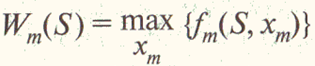 W_m(S) = max {f_m(S, x_m)}
x_m